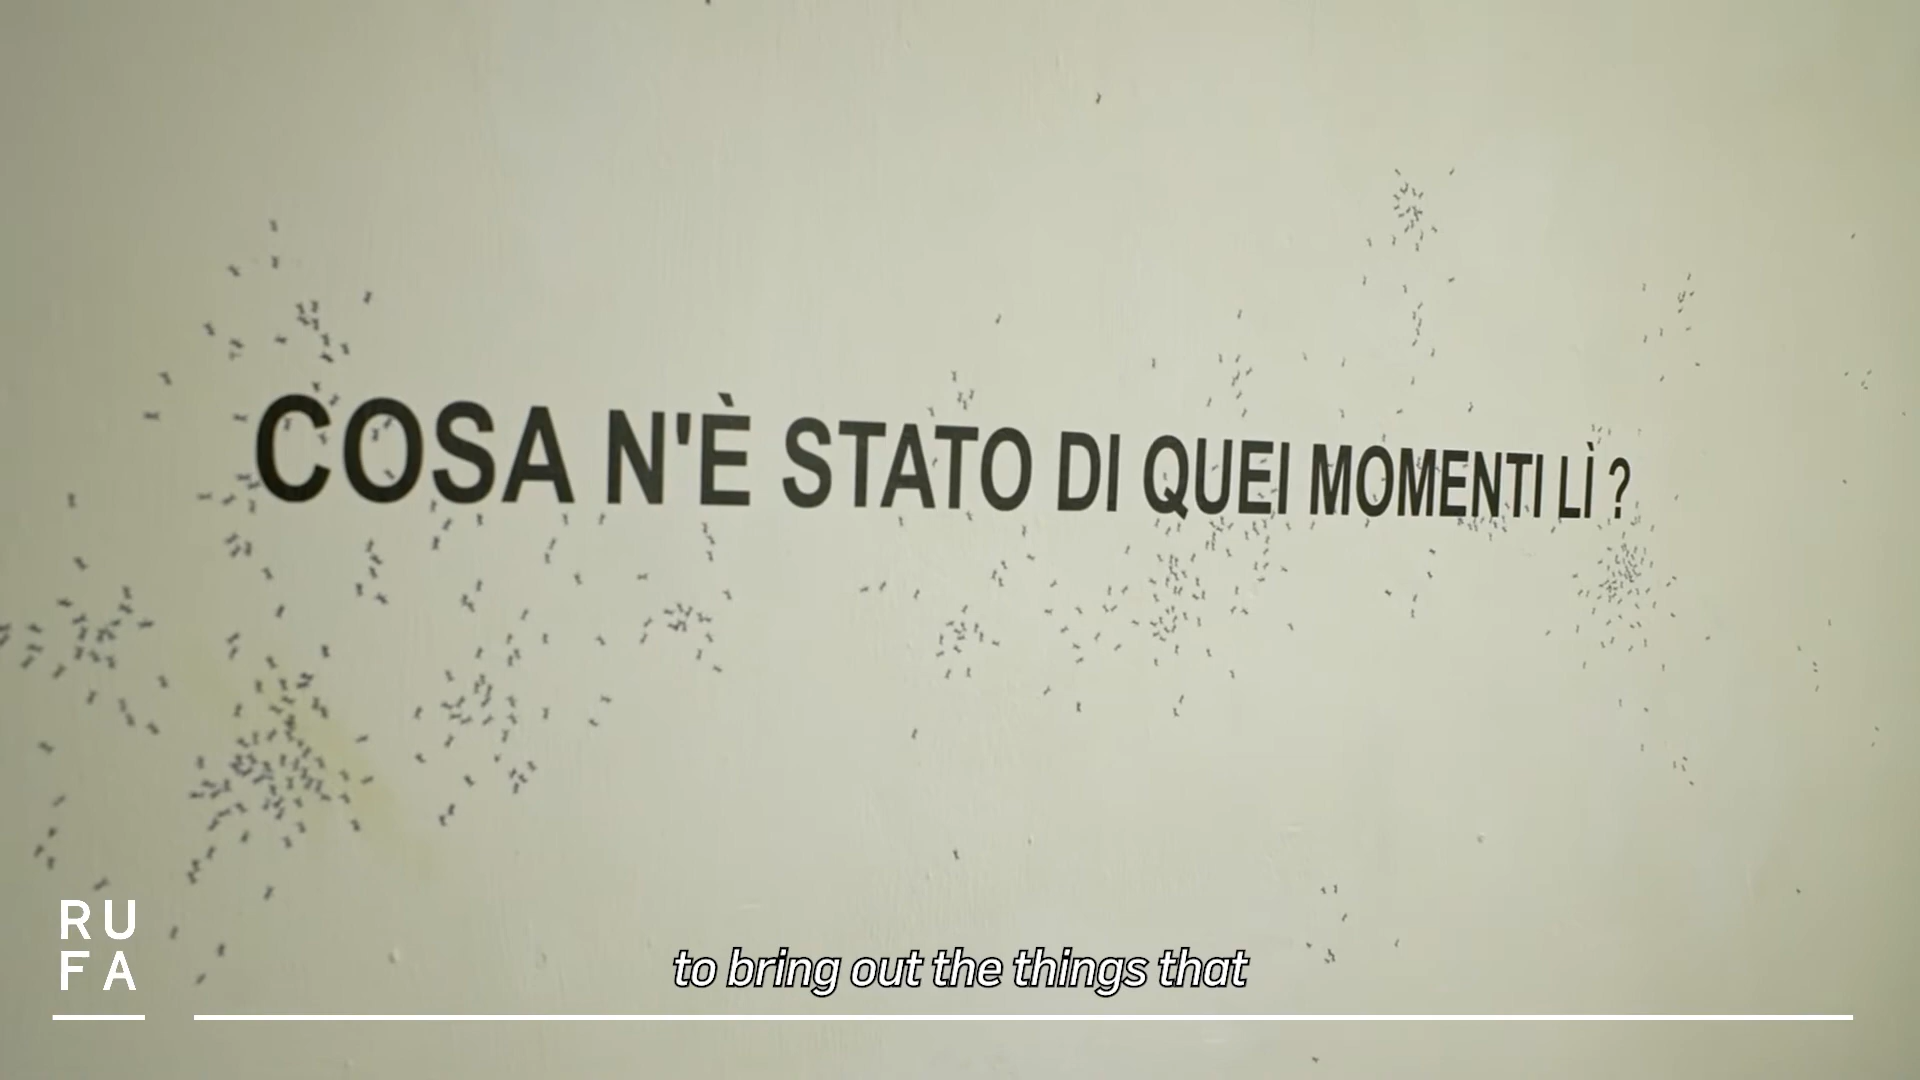 COSA N'È STATO DI QUEI MOMENTI LÌ ?
RU
FA
to bring out the things that